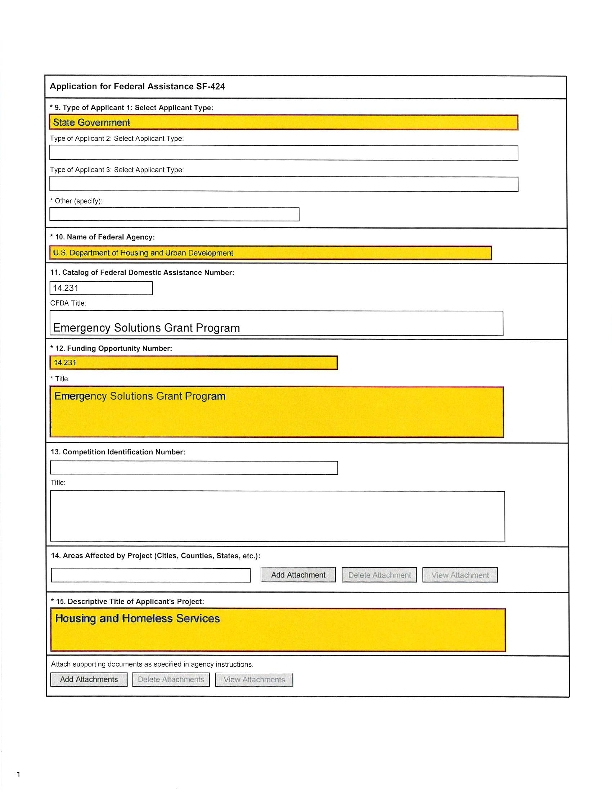 Application for Federal Assistance SF-424
* 9. Type of Applicant 1: Select Applicant Type:
State Government
Type of Applicant 2: Select Applicant Type:
Type of Applicant 3: Select Applicant Type:
* Other (specify):
* 10. Name of Federal Agency:
U.S. Department of Housing and Urban Development
11. Catalog of Federal Domestic Assistance Number:
14.231
CFDA Title:
Emergency Solutions Grant Program
* 12. Funding Opportunity Number:
14.231
* Title:
Emergency Solutions Grant Program
13. Competition Identification Number:
Title:
14. Areas Affected by Project (Cities, Counties, States, etc.):
Add Attachment Delete Attachment View Attachment
* 15. Descriptive Title of Applicant's Project:
Housing and Homeless Services
Attach supporting documents as specified in agency instructions.
Add Attachments Delete Attachments View Attachments
1